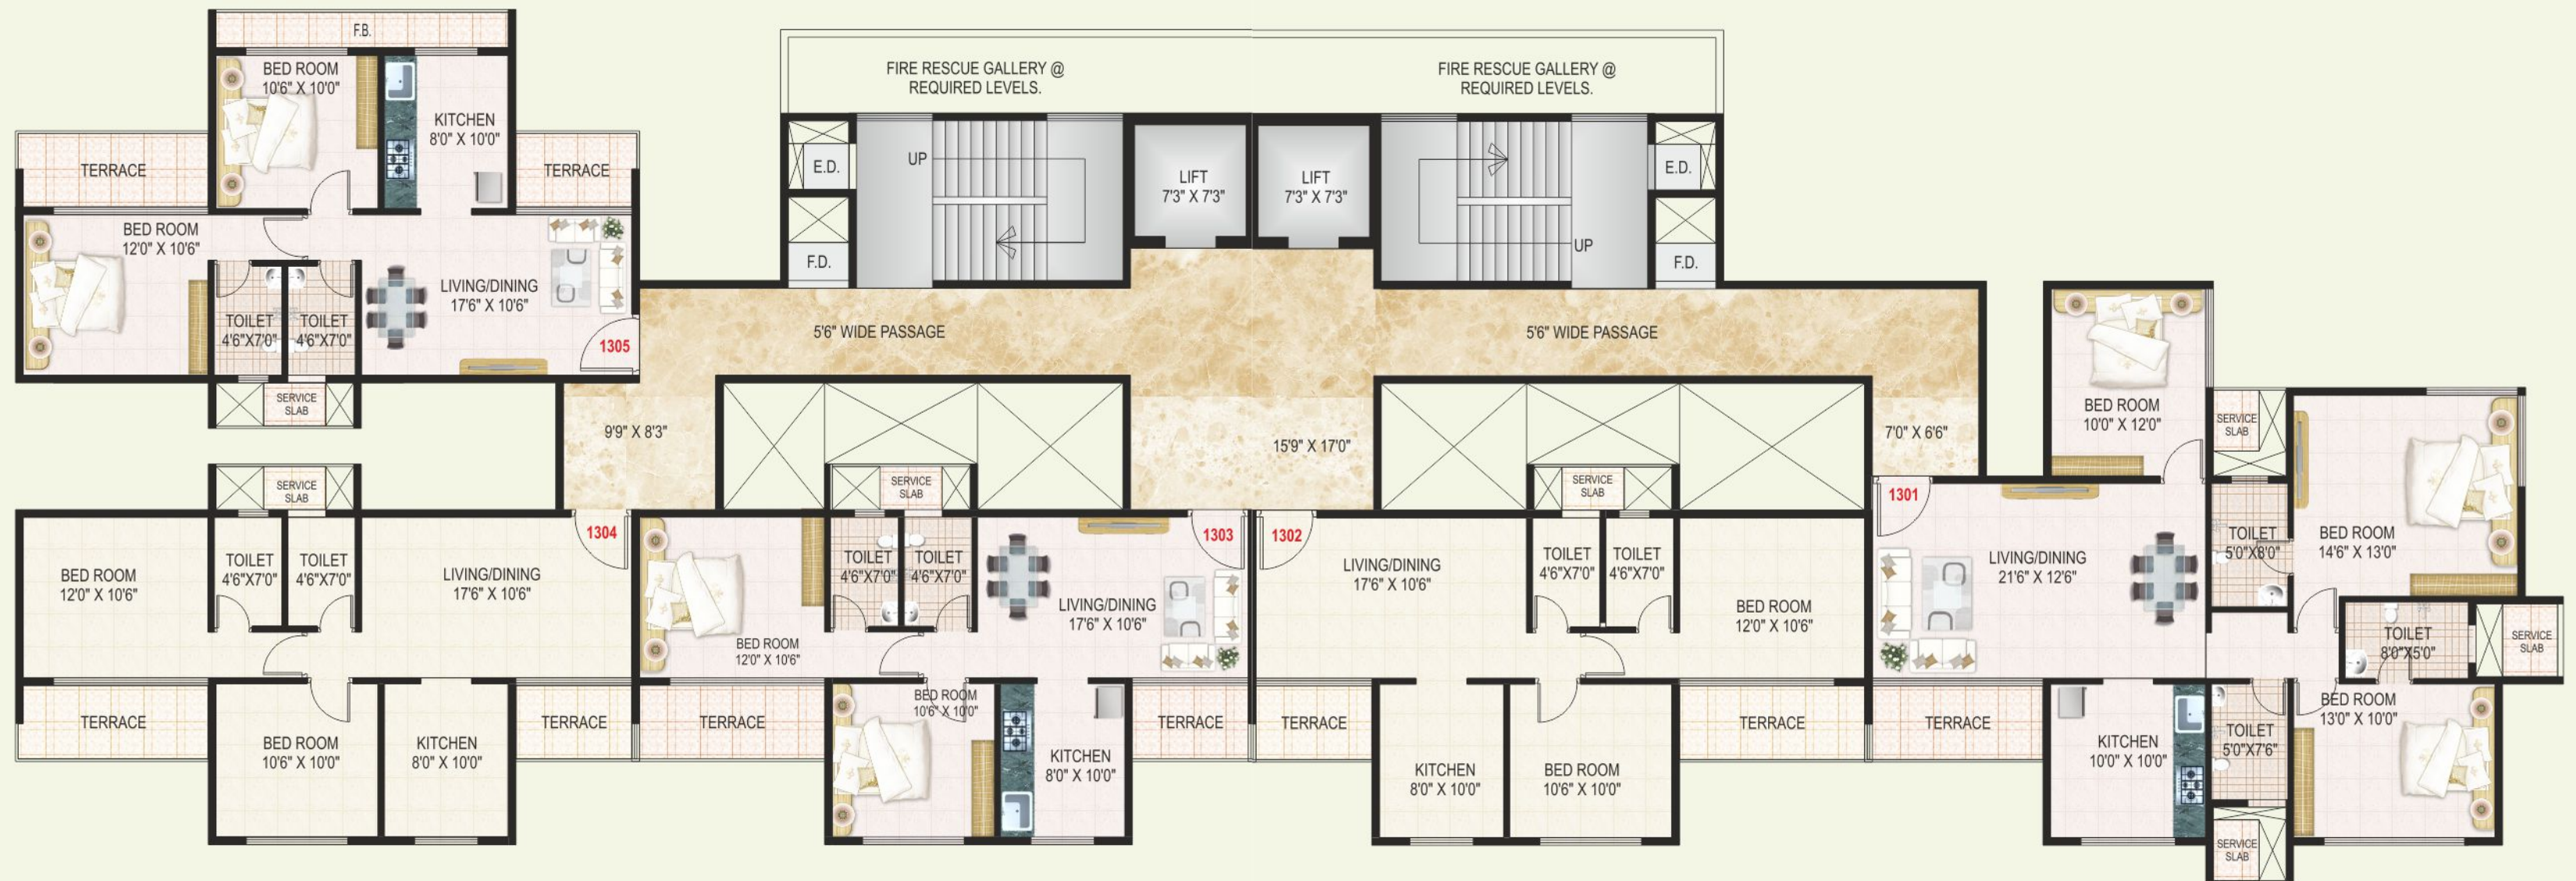 F.B.
BED ROOM
10'6" X 10'0"
KITCHEN
8'0" X 10'0"
TERRACE
TERRACE
BED ROOM
12'0" X 10'6"
LIVING/DINING
17'6" X 10'6"
TOILET
4'6"X7'0"
TOILET
4'6"X7'0"
1305
SERVICE
SLAB
FIRE RESCUE GALLERY @
REQUIRED LEVELS.
FIRE RESCUE GALLERY @
REQUIRED LEVELS.
E.D.
UP
F.D.
LIFT
7'3" X 7'3"
LIFT
7'3" X 7'3"
UP
E.D.
F.D.
5'6" WIDE PASSAGE
5'6" WIDE PASSAGE
9'9" X 8'3"
15'9" X 17'0"
7'0" X 6'6"
SERVICE
SLAB
1304
BED ROOM
12'0" X 10'6"
TOILET
4'6"X7'0"
TOILET
4'6"X7'0"
LIVING/DINING
17'6" X 10'6"
TERRACE
BED ROOM
10'6" X 10'0"
KITCHEN
8'0" X 10'0"
TERRACE
SERVICE
SLAB
1303
TOILET
4'6"X7'0"
TOILET
4'6"X7'0"
LIVING/DINING
17'6" X 10'6"
BED ROOM
12'0" X 10'6"
TERRACE
BED ROOM
10'6" X 10'0"
KITCHEN
8'0" X 10'0"
TERRACE
SERVICE
SLAB
1302
LIVING/DINING
17'6" X 10'6"
TOILET
4'6"X7'0"
TOILET
4'6"X7'0"
BED ROOM
12'0" X 10'6"
TERRACE
KITCHEN
8'0" X 10'0"
BED ROOM
10'6" X 10'0"
TERRACE
BED ROOM
10'0" X 12'0"
SERVICE
SLAB
1301
LIVING/DINING
21'6" X 12'6"
TOILET
5'0"X8'0"
BED ROOM
14'6" X 13'0"
TOILET
8'0"X5'0"
SERVICE
SLAB
TERRACE
KITCHEN
10'0" X 10'0"
TOILET
5'0"X7'6"
BED ROOM
13'0" X 10'0"
SERVICE
SLAB